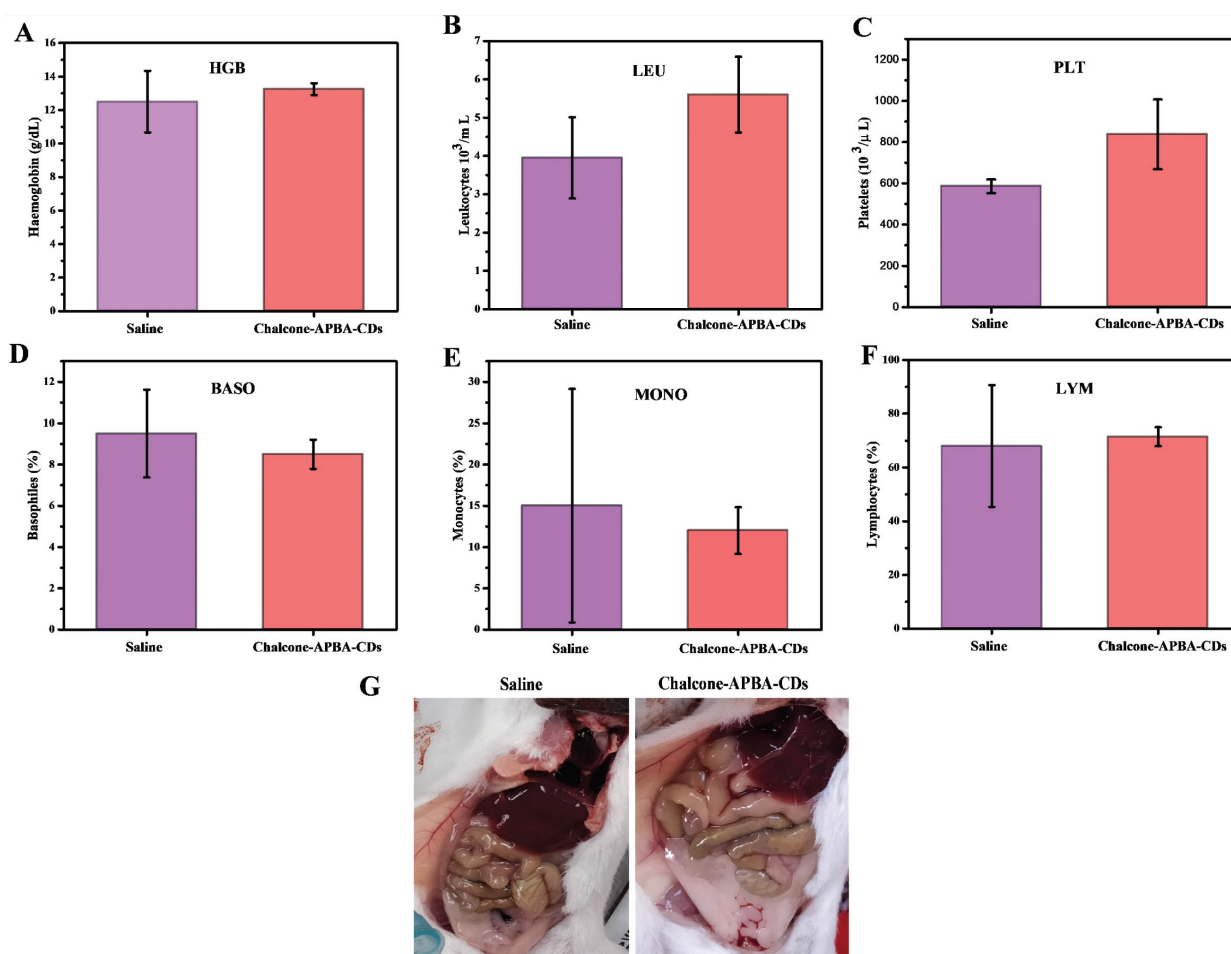 A
HGB
Haemoglobin (g/dL)
16
14
12
10
8
6
4
2
0
Saline
Chalcone-APBA-CDs
B
LEU
Leukocytes 10³/m L
7
6
5
4
3
2
1
0
Saline
Chalcone-APBA-CDs
C
PLT
Platelets (10 ³/μ L)
1200
1000
800
600
400
200
0
Saline
Chalcone-APBA-CDs
D
BASO
Basophiles (%)
12
10
8
6
4
2
0
Saline
Chalcone-APBA-CDs
E
MONO
Monocytes (%)
30
25
20
15
10
5
0
Saline
Chalcone-APBA-CDs
F
LYM
Lymphocytes (%)
100
80
60
40
20
0
Saline
Chalcone-APBA-CDs
G
Saline
Chalcone-APBA-CDs